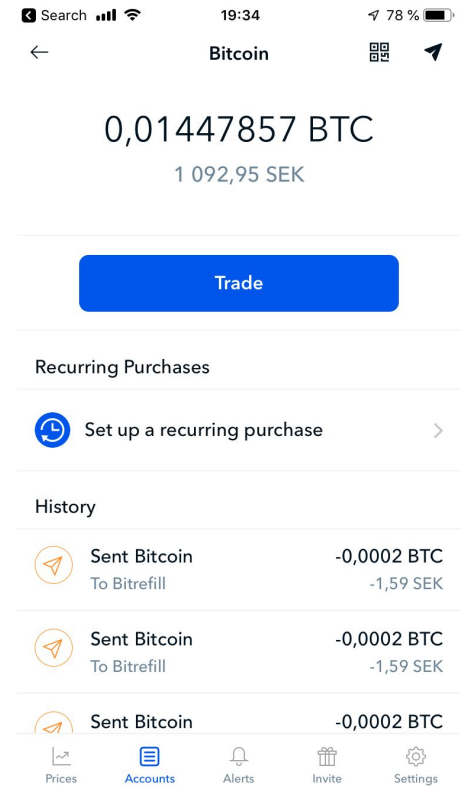 Search 19:34 78 %
Bitcoin
0,01447857 BTC
1 092,95 SEK
Trade
Recurring Purchases
Set up a recurring purchase
History
Sent Bitcoin -0,0002 BTC
To Bitrefill -1,59 SEK
Sent Bitcoin -0,0002 BTC
To Bitrefill -1,59 SEK
Sent Bitcoin -0,0002 BTC
Prices Accounts Alerts Invite Settings